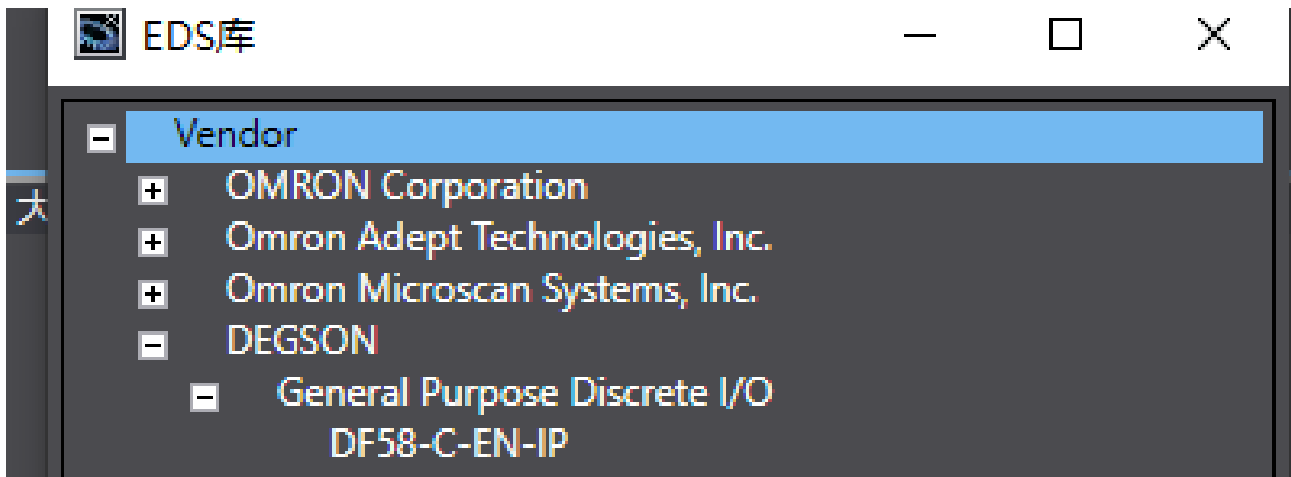 EDS库
Vendor
OMRON Corporation
大
Omron Adept Technologies, Inc.
Omron Microscan Systems, Inc.
DEGSON
General Purpose Discrete I/O
DF58-C-EN-IP